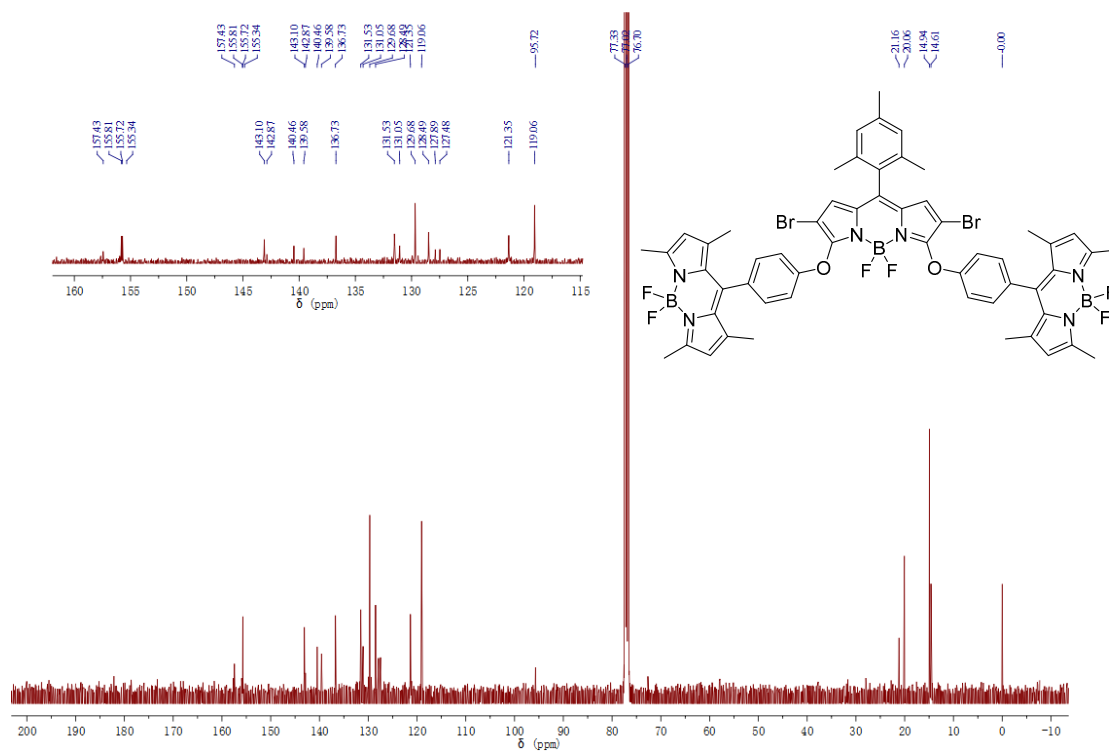 157.43 155.81 155.72 155.34 143.10 142.87 140.46 139.58 136.73 131.53 131.05 129.68 128.49 121.35 119.06 95.72 77.33 77.02 76.70 21.16 20.06 14.94 14.61 -0.00
157.43 155.81 155.72 155.34 143.10 142.87 140.46 139.58 136.73 131.53 131.05 129.68 128.49 127.89 127.48 121.35 119.06
160 155 150 145 140 135 130 125 120 115
δ (ppm)
Br Br
N N
B
O F F O
N N
F B B F
F N N F
200 190 180 170 160 150 140 130 120 110 100 90 80 70 60 50 40 30 20 10 0 -10
δ (ppm)